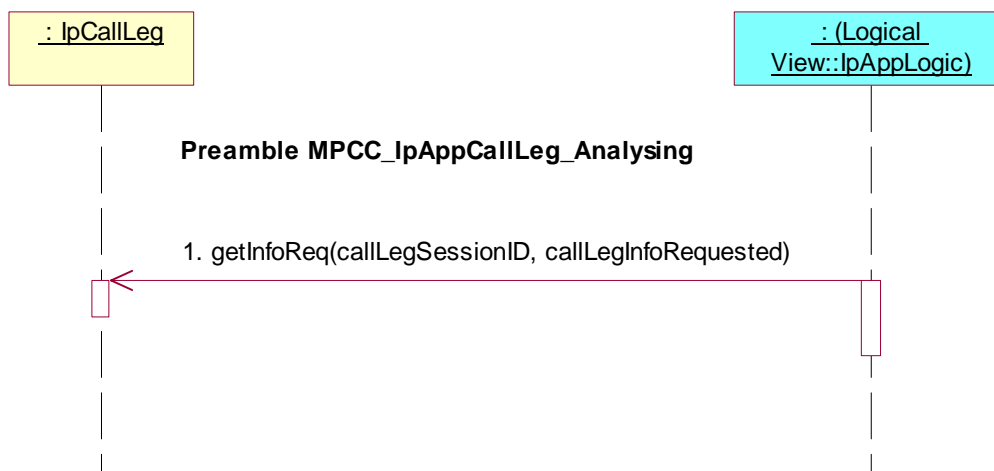 : IpCallLeg
: (Logical
View::IpAppLogic)
Preamble MPCC_IpAppCallLeg_Analysing
1. getInfoReq(callLegSessionID, callLegInfoRequested)